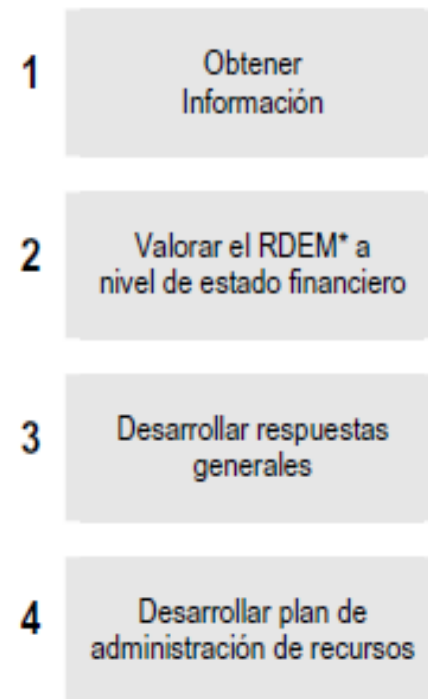 1
Obtener
Información
2
Valorar el RDEM* a
nivel de estado financiero
3
Desarrollar respuestas
generales
4
Desarrollar plan de
administración de recursos